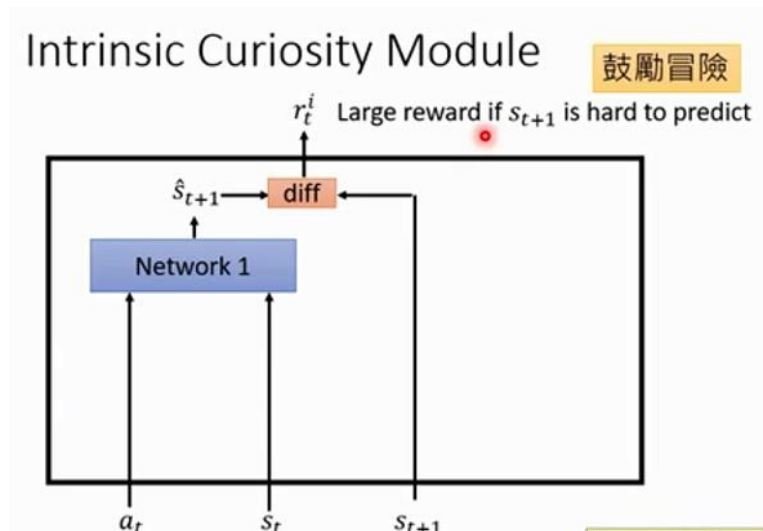 Intrinsic Curiosity Module
鼓勵冒險
r_t^i Large reward if s_{t+1} is hard to predict
ŝ_{t+1} diff
Network 1
a_t s_t s_{t+1}